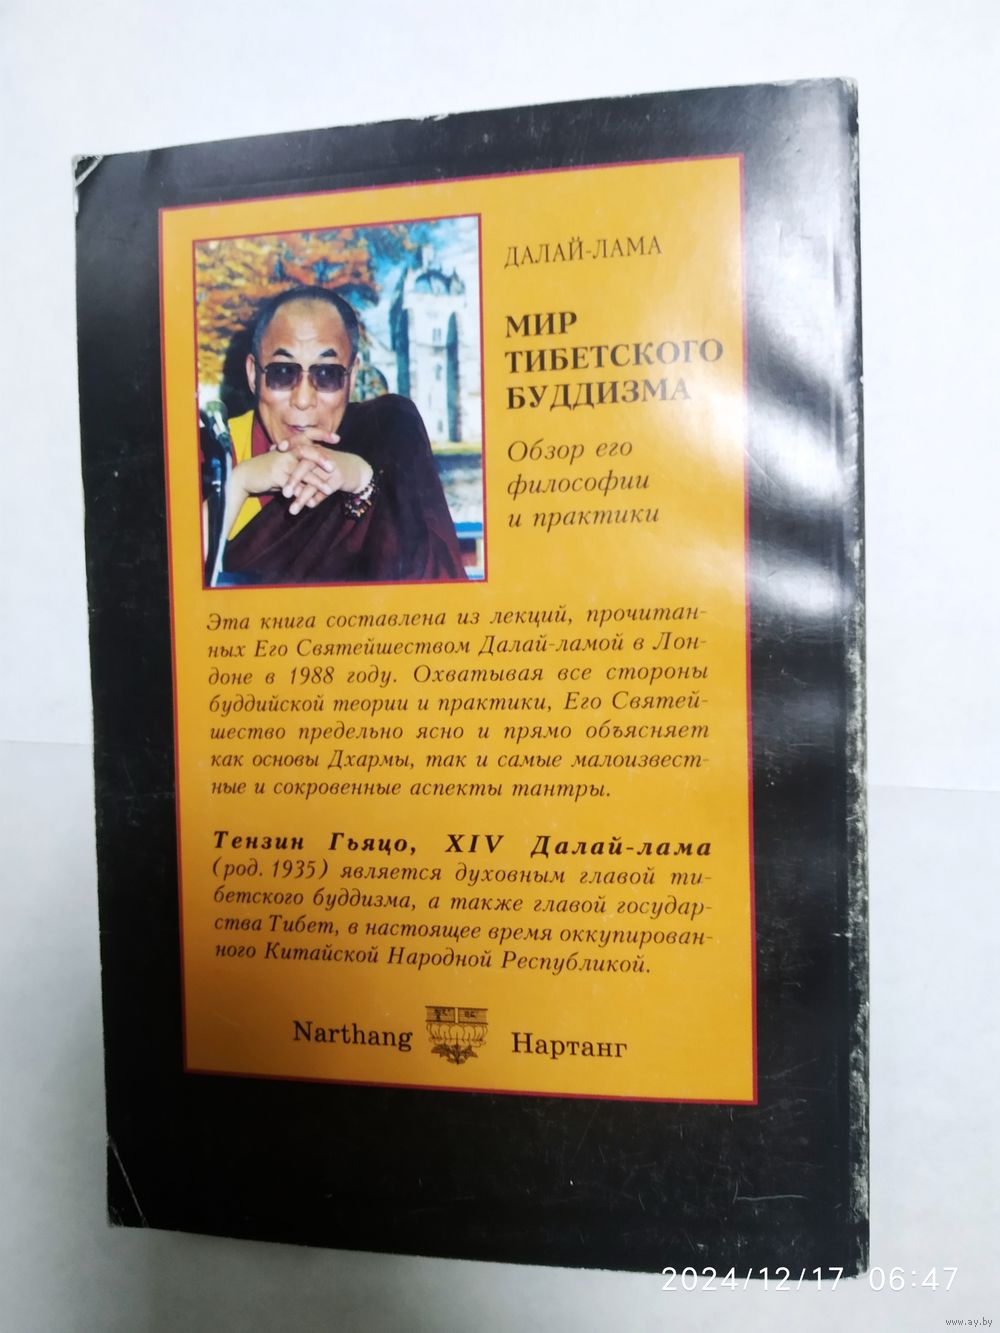 ДАЛАЙ-ЛАМА
МИР
ТИБЕТСКОГО
БУДДИЗМА
Обзор его
философии
и практики
Эта книга составлена из лекций, прочитан-
ных Его Святейшеством Далай-ламой в Лон-
доне в 1988 году. Охватывая все стороны
буддийской теории и практики, Его Святей-
шество предельно ясно и прямо объясняет
как основы Дхармы, так и самые малоизвест-
ные и сокровенные аспекты тантры.
Тензин Гьяцо, XIV Далай-лама
(род. 1935) является духовным главой ти-
бетского буддизма, а также главой государ-
ства Тибет, в настоящее время оккупирован-
ного Китайской Народной Республикой.
Narthang Нартанг
2024/12/17 06:47
www.ay.by